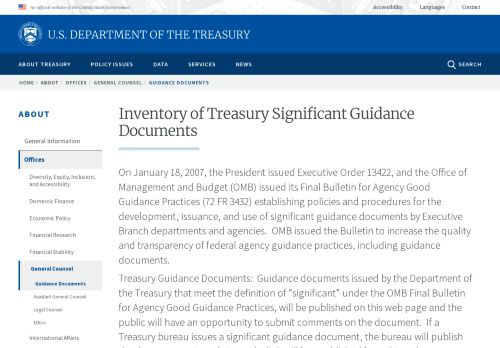 An official website of the United States Government
Accessibility
Languages
Contact
U.S. DEPARTMENT OF THE TREASURY
ABOUT TREASURY POLICY ISSUES DATA SERVICES NEWS SEARCH
HOME › ABOUT › OFFICES › GENERAL COUNSEL › GUIDANCE DOCUMENTS
ABOUT
General Information
Offices
Diversity, Equity, Inclusion,
and Accessibility
Domestic Finance
Economic Policy
Financial Research
Financial Stability
General Counsel
Guidance Documents
Assistant General Counsel
Legal Counsel
Ethics
International Affairs
Inventory of Treasury Significant Guidance
Documents
On January 18, 2007, the President issued Executive Order 13422, and the Office of
Management and Budget (OMB) issued its Final Bulletin for Agency Good
Guidance Practices (72 FR 3432) establishing policies and procedures for the
development, issuance, and use of significant guidance documents by Executive
Branch departments and agencies. OMB issued the Bulletin to increase the quality
and transparency of federal agency guidance practices, including guidance
documents.
Treasury Guidance Documents: Guidance documents issued by the Department of
the Treasury that meet the definition of “significant” under the OMB Final Bulletin
for Agency Good Guidance Practices, will be published on this web page and the
public will have an opportunity to submit comments on the document. If a
Treasury bureau issues a significant guidance document, the bureau will publish